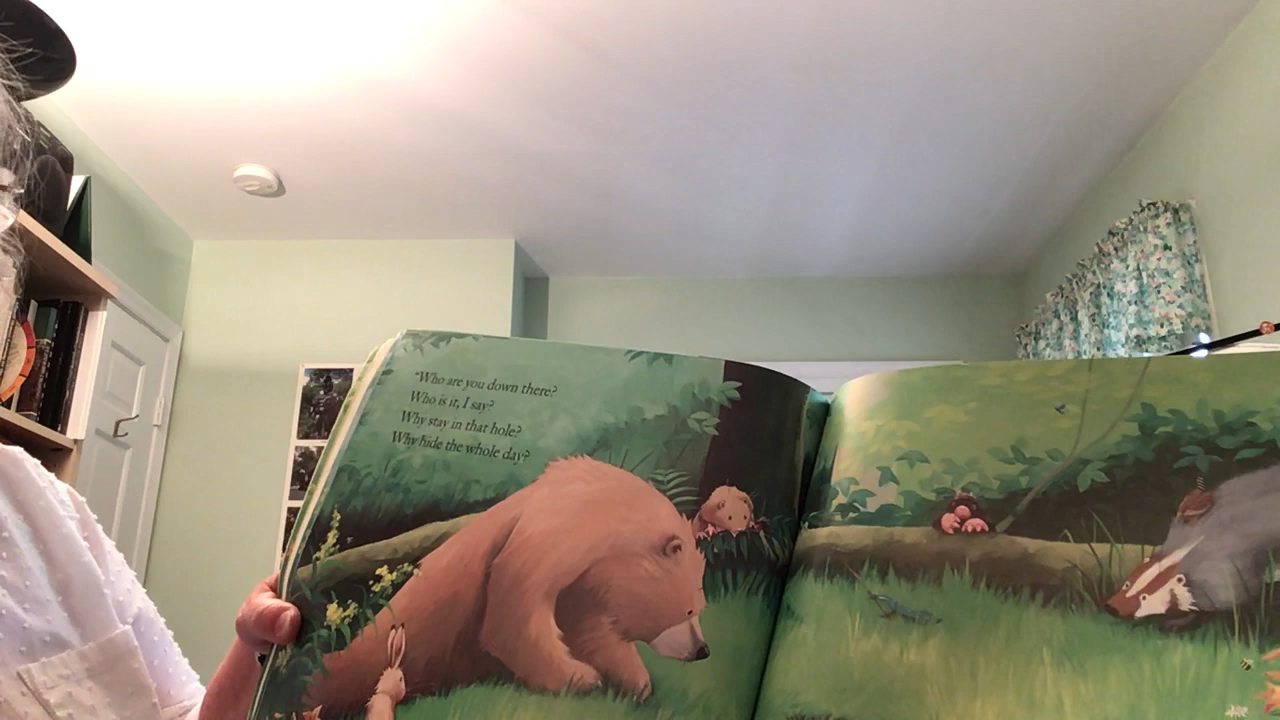 "Who are you down there?
Who is it, I say?
Why stay in that hole?
Why hide the whole day?